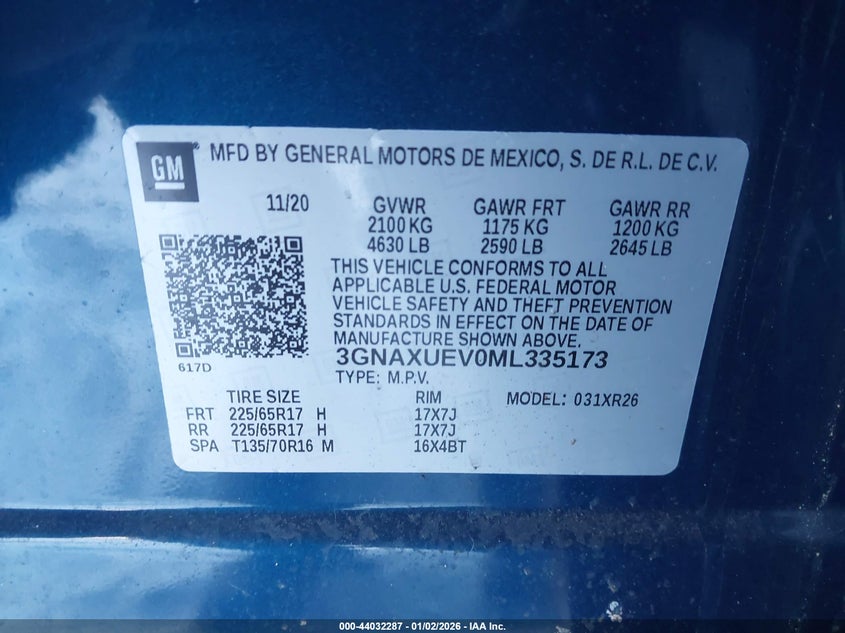 GM MFD BY GENERAL MOTORS DE MEXICO, S. DE R.L. DE C.V.
11/20 GVWR GAWR FRT GAWR RR
2100 KG 1175 KG 1200 KG
4630 LB 2590 LB 2645 LB
THIS VEHICLE CONFORMS TO ALL
APPLICABLE U.S. FEDERAL MOTOR
VEHICLE SAFETY AND THEFT PREVENTION
STANDARDS IN EFFECT ON THE DATE OF
MANUFACTURE SHOWN ABOVE.
617D 3GNAXUEV0ML335173
TYPE: M.P.V.
TIRE SIZE RIM MODEL: 031XR26
FRT 225/65R17 H 17X7J
RR 225/65R17 H 17X7J
SPA T135/70R16 M 16X4BT
000-44032287 - 01/02/2026 - IAA Inc.